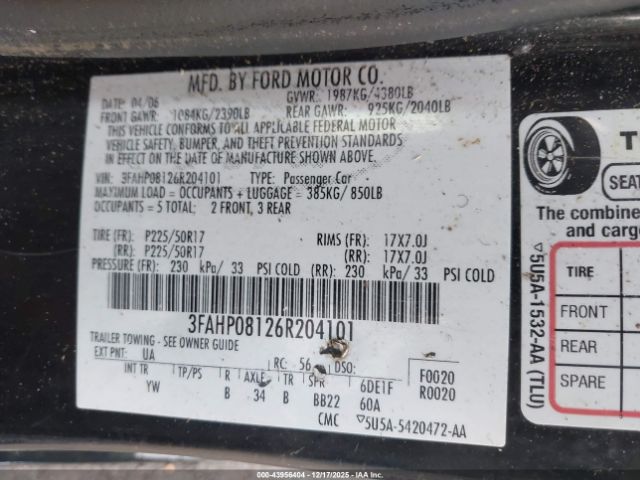 MFD. BY FORD MOTOR CO.
DATE: 04/06 GVWR: 1987KG/4380LB
FRONT GAWR: 1084KG/2390LB REAR GAWR: 925KG/2040LB
THIS VEHICLE CONFORMS TO ALL APPLICABLE FEDERAL MOTOR
VEHICLE SAFETY, BUMPER, AND THEFT PREVENTION STANDARDS
IN EFFECT ON THE DATE OF MANUFACTURE SHOWN ABOVE.
VIN: 3FAHP08126R204101 TYPE: Passenger Car
MAXIMUM LOAD = OCCUPANTS + LUGGAGE = 385KG/ 850LB
OCCUPANTS = 5 TOTAL: 2 FRONT, 3 REAR
TIRE (FR): P225/50R17 RIMS (FR): 17X7.0J
(RR): P225/50R17 (RR): 17X7.0J
PRESSURE (FR): 230 kPa/ 33 PSI COLD (RR): 230 kPa/ 33 PSI COLD
3FAHP08126R204101
TRAILER TOWING - SEE OWNER GUIDE
EXT PNT: UA RC: 56 DSO: F0020
INT TR TP/PS R AXLE TR SPR 6DE1F R0020
YW B 34 B BB22 60A
CMC ▽5U5A-5420472-AA
T
SEAT
The combine
and cargo
TIRE
FRONT
REAR
SPARE
▽5U5A-1532-AA (TLU)
000-43956404 - 12/17/2025 - COPYRIGHT IAA, LLC.